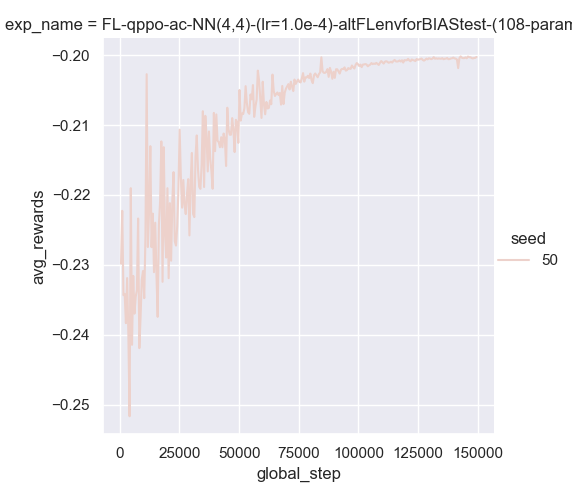 exp_name = FL-qppo-ac-NN(4,4)-(lr=1.0e-4)-altFLenvforBIAStest-(108-param
−0.20
−0.21
−0.22
−0.23
−0.24
−0.25
avg_rewards
0 25000 50000 75000 100000 125000 150000
global_step
seed
50